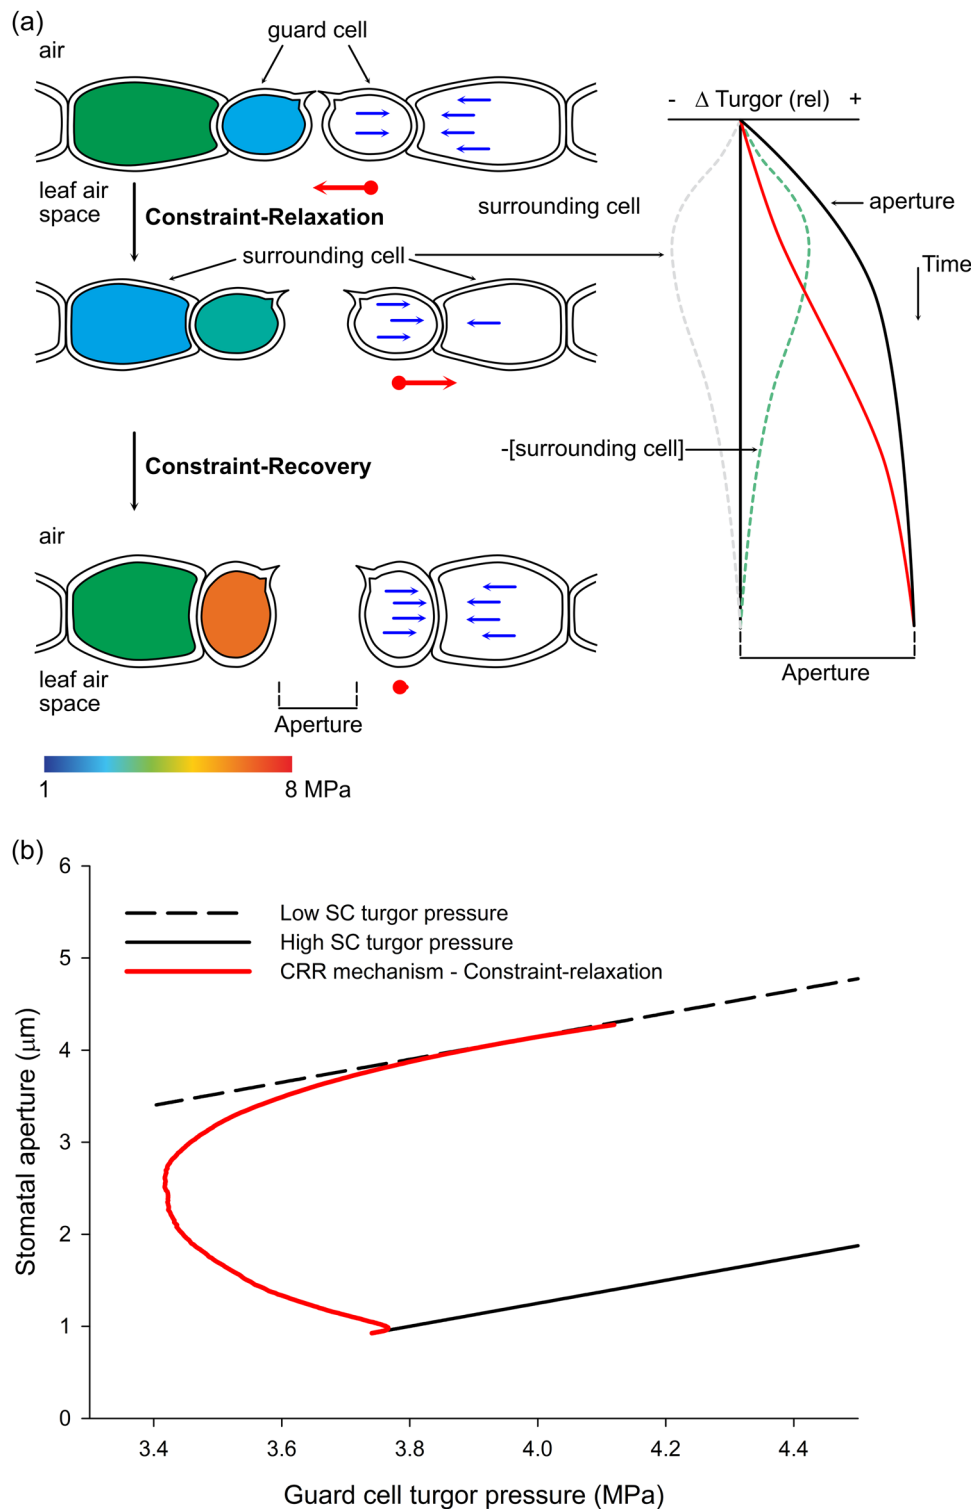 (a)
air
guard cell
leaf air
space
Constraint-Relaxation
surrounding cell
surrounding cell
- Δ Turgor (rel) +
aperture
Time
-[surrounding cell]
Constraint-Recovery
air
leaf air
space
Aperture
Aperture
1
8 MPa
(b)
6
5
4
3
2
1
0
Stomatal aperture (μm)
Low SC turgor pressure
High SC turgor pressure
CRR mechanism - Constraint-relaxation
3.4
3.6
3.8
4.0
4.2
4.4
Guard cell turgor pressure (MPa)